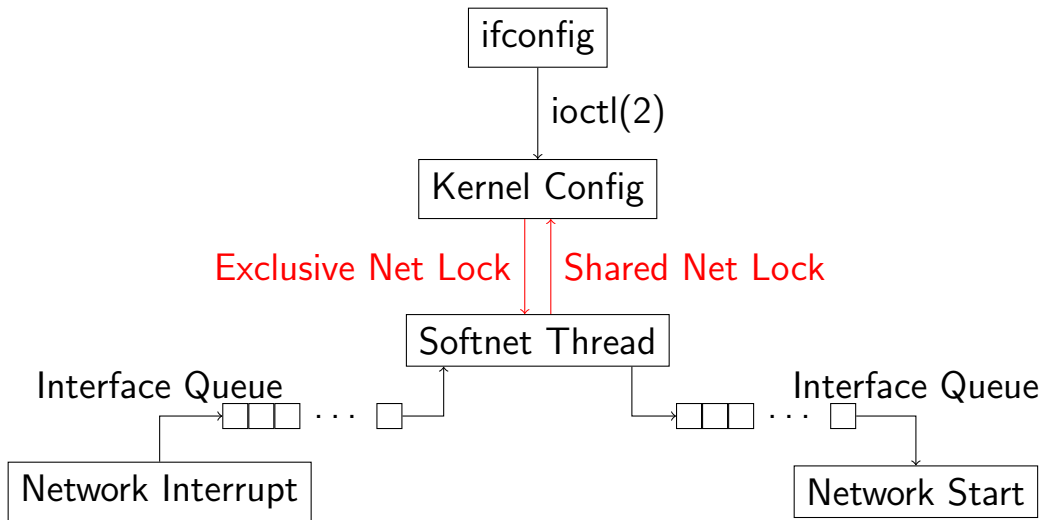 ifconfig
ioctl(2)
Kernel Config
Exclusive Net Lock
Shared Net Lock
Softnet Thread
Interface Queue
Interface Queue
. . .
. . .
Network Interrupt
Network Start